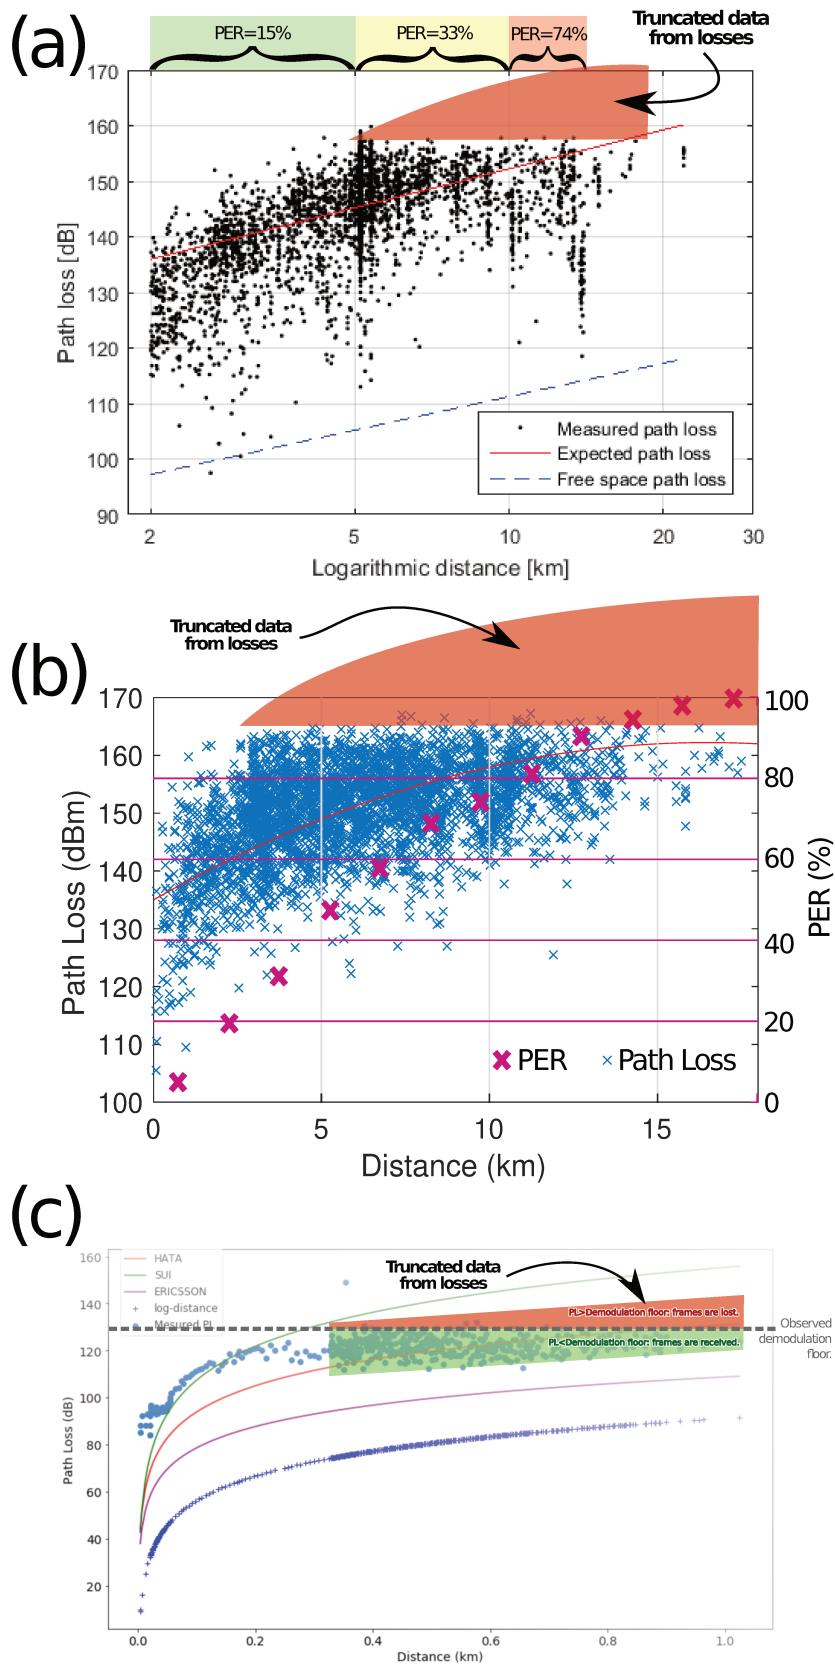 (a)
PER=15%
PER=33%
PER=74%
Truncated data
from losses
170
160
150
140
130
120
110
100
90
Path loss [dB]
Measured path loss
Expected path loss
Free space path loss
2
5
10
20
30
Logarithmic distance [km]
(b)
Truncated data
from losses
170
160
150
140
130
120
110
100
Path Loss (dBm)
100
80
60
40
20
0
PER (%)
PER
Path Loss
0
5
10
15
Distance (km)
(c)
HATA
SUI
ERICSSON
log-distance
Mesured PL
Truncated data
from losses
PL>Demodulation floor: frames are lost.
PL<Demodulation floor: frames are received.
Observed
demodulation
floor.
160
140
120
100
80
60
40
20
Path Loss (dB)
0.0
0.2
0.4
0.6
0.8
1.0
Distance (km)